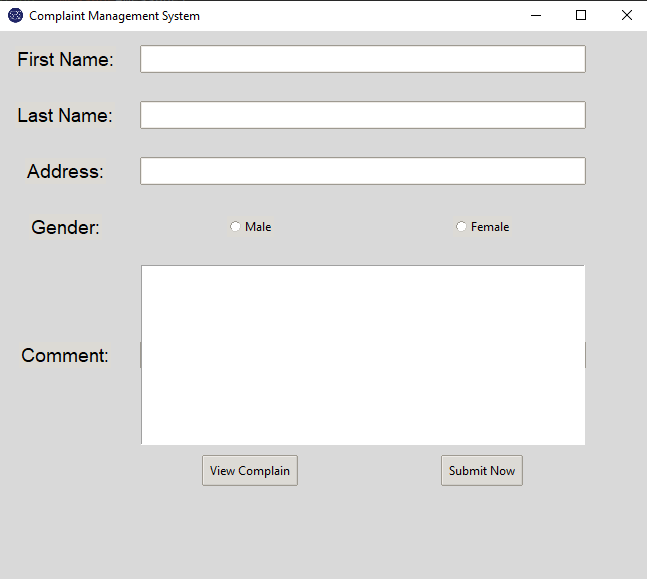 Complaint Management System
First Name:
Last Name:
Address:
Gender:
Male
Female
Comment:
View Complain
Submit Now